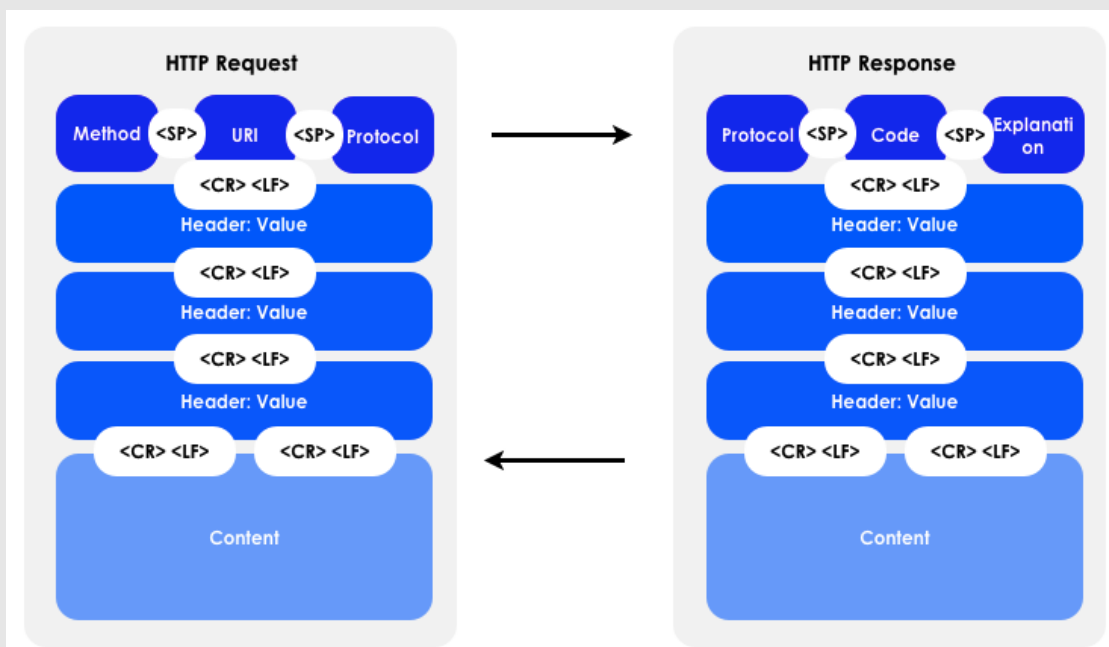 HTTP Request
Method <SP> URI <SP> Protocol
<CR> <LF>
Header: Value
<CR> <LF>
Header: Value
<CR> <LF>
Header: Value
<CR> <LF> <CR> <LF>
Content
HTTP Response
Protocol <SP> Code <SP> Explanati
on
<CR> <LF>
Header: Value
<CR> <LF>
Header: Value
<CR> <LF>
Header: Value
<CR> <LF> <CR> <LF>
Content